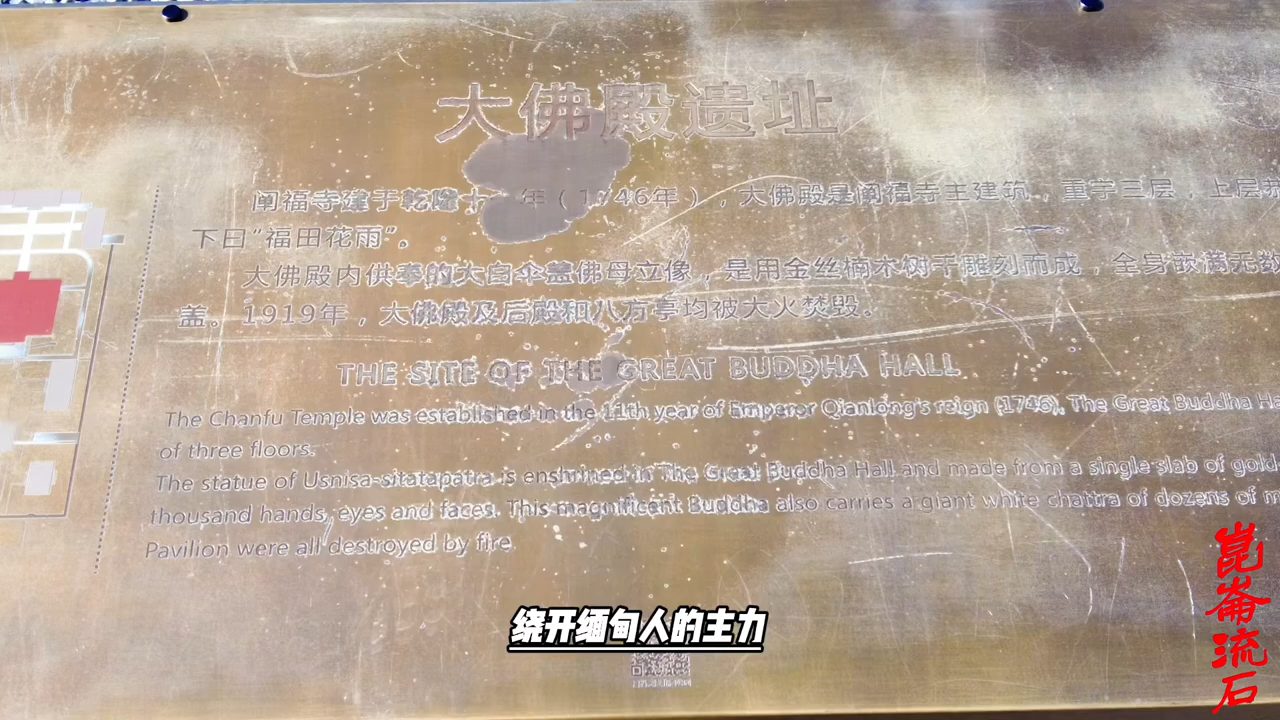 大佛殿遗址
阐福寺建于乾隆十 年（1746年），大佛殿是阐福寺主建筑，重宇三层，上层
下曰“福田花雨”。
大佛殿内供奉的大白伞盖佛母立像，是用金丝楠木树干雕刻而成，全身嵌满无数
盖。1919年，大佛殿及后殿和八方亭均被大火焚毁。
THE SITE OF THE GREAT BUDDHA HALL
The Chanfu Temple was established in the 11th year of Emperor Qianlong's reign (1746). The Great Buddha Ha
of three floors.
The statue of Usnisa-sitatapatra is enshrined in The Great Buddha Hall and made from a single slab of gold
thousand hands, eyes and faces. This magnificent Buddha also carries a giant white chattra of dozens of m
Pavilion were all destroyed by fire.
绕开缅甸人的主力
崑崙流石